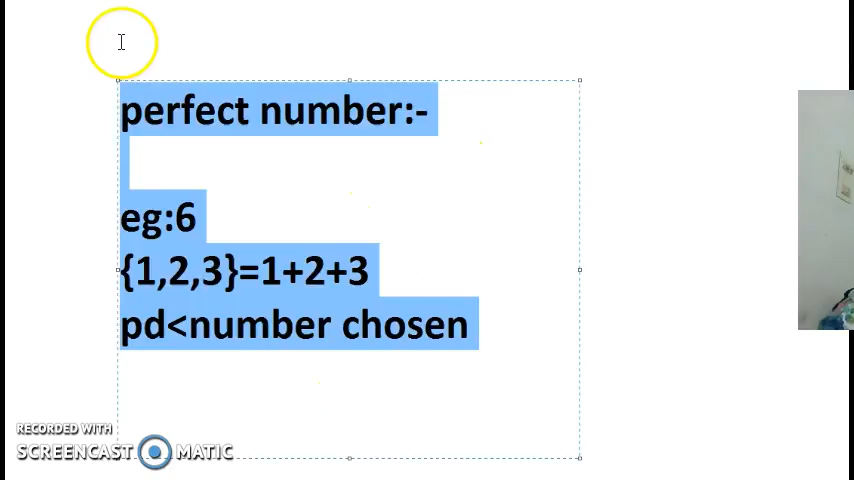 perfect number:-
eg:6
{1,2,3}=1+2+3
pd<number chosen
RECORDED WITH
SCREENCAST MATIC